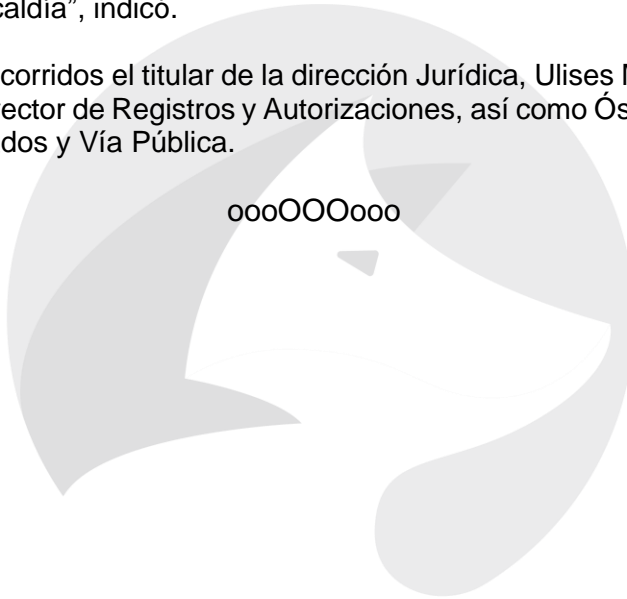 caldía”, indicó.
corridos el titular de la dirección Jurídica, Ulises
ector de Registros y Autorizaciones, así como Ós
dos y Vía Pública.
oooOOOooo